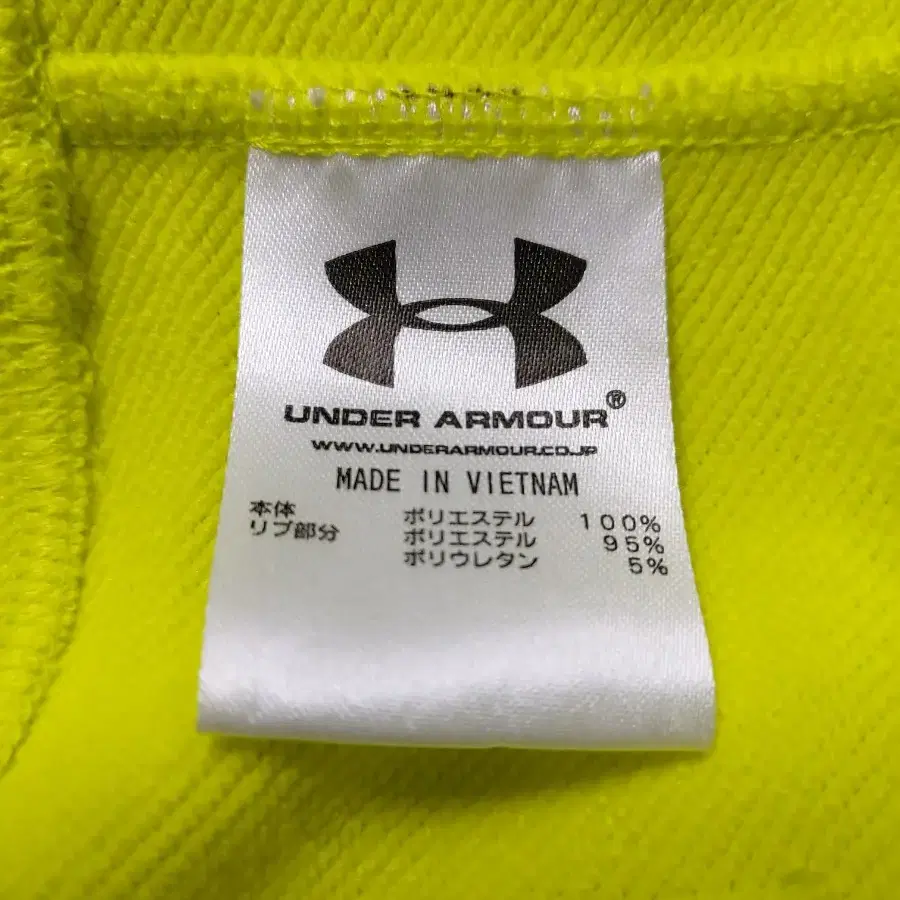 UNDER ARMOUR®
WWW.UNDERARMOUR.CO.JP
MADE IN VIETNAM
本体 ポリエステル 100%
リブ部分 ポリエステル 95%
ポリウレタン 5%